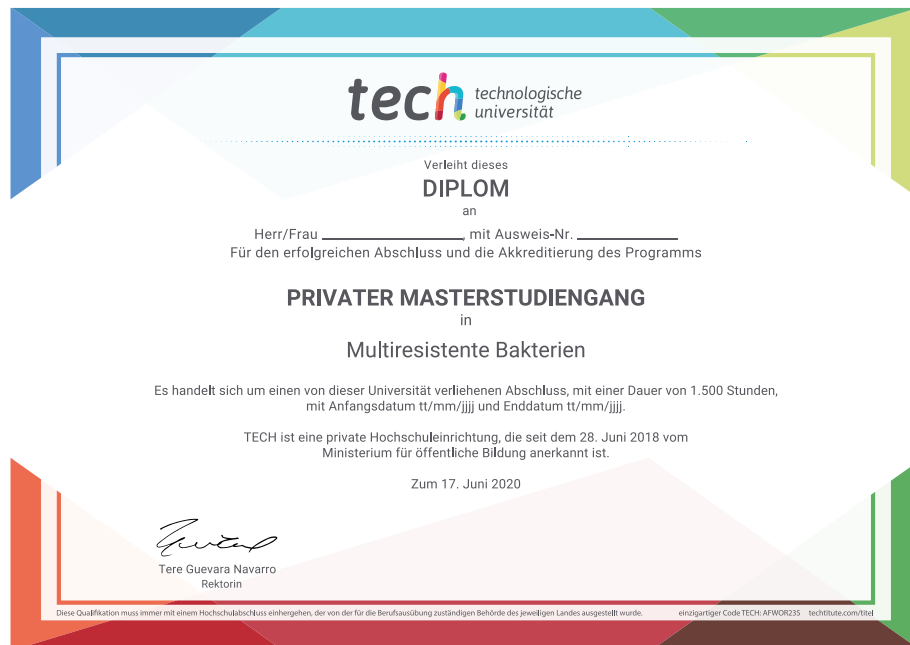 tech technologische
universität
Verleiht dieses
DIPLOM
an
Herr/Frau ____________________, mit Ausweis-Nr. ______________
Für den erfolgreichen Abschluss und die Akkreditierung des Programms
PRIVATER MASTERSTUDIENGANG
in
Multiresistente Bakterien
Es handelt sich um einen von dieser Universität verliehenen Abschluss, mit einer Dauer von 1.500 Stunden,
mit Anfangsdatum tt/mm/jjjj und Enddatum tt/mm/jjjj.
TECH ist eine private Hochschuleinrichtung, die seit dem 28. Juni 2018 vom
Ministerium für öffentliche Bildung anerkannt ist.
Zum 17. Juni 2020
Tere Guevara Navarro
Rektorin
Diese Qualifikation muss immer mit einem Hochschulabschluss einhergehen, der von der für die Berufsausübung zuständigen Behörde des jeweiligen Landes ausgestellt wurde. einzigartiger Code TECH: AFWOR235 techtitute.com/titel